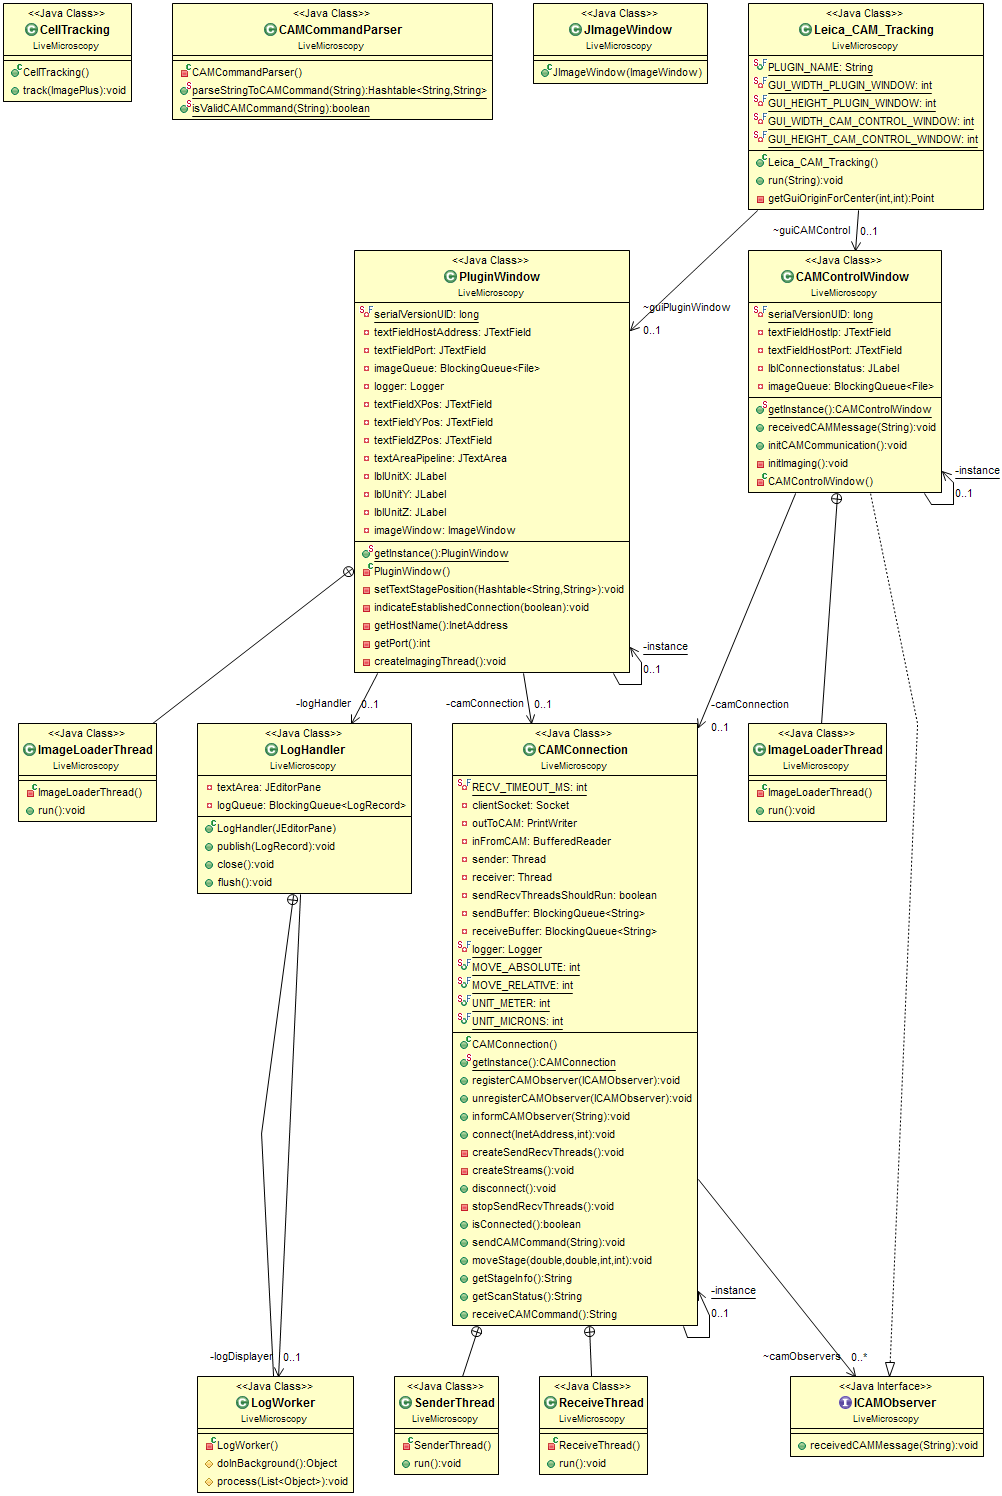 <<Java Class>>
CellTracking
LiveMicroscopy
CellTracking()
track(ImagePlus):void
<<Java Class>>
CAMCommandParser
LiveMicroscopy
CAMCommandParser()
parseStringToCAMCommand(String):Hashtable<String,String>
isValidCAMCommand(String):boolean
<<Java Class>>
JImageWindow
LiveMicroscopy
JImageWindow(ImageWindow)
<<Java Class>>
Leica_CAM_Tracking
LiveMicroscopy
PLUGIN_NAME: String
GUI_WIDTH_PLUGIN_WINDOW: int
GUI_HEIGHT_PLUGIN_WINDOW: int
GUI_WIDTH_CAM_CONTROL_WINDOW: int
GUI_HEIGHT_CAM_CONTROL_WINDOW: int
Leica_CAM_Tracking()
run(String):void
getGuiOriginForCenter(int,int):Point
~guiCAMControl
0..1
~guiPluginWindow
0..1
<<Java Class>>
PluginWindow
LiveMicroscopy
serialVersionUID: long
textFieldHostAddress: JTextField
textFieldPort: JTextField
imageQueue: BlockingQueue<File>
logger: Logger
textFieldXPos: JTextField
textFieldYPos: JTextField
textFieldZPos: JTextField
textAreaPipeline: JTextArea
lblUnitX: JLabel
lblUnitY: JLabel
lblUnitZ: JLabel
imageWindow: ImageWindow
getInstance():PluginWindow
PluginWindow()
setTextStagePosition(Hashtable<String,String>):void
indicateEstablishedConnection(boolean):void
getHostName():InetAddress
getPort():int
createImagingThread():void
-instance
0..1
<<Java Class>>
CAMControlWindow
LiveMicroscopy
serialVersionUID: long
textFieldHostIp: JTextField
textFieldHostPort: JTextField
lblConnectionstatus: JLabel
imageQueue: BlockingQueue<File>
getInstance():CAMControlWindow
receivedCAMMessage(String):void
initCAMCommunication():void
initImaging():void
CAMControlWindow()
-instance
0..1
-logHandler
0..1
-camConnection
0..1
-camConnection
0..1
<<Java Class>>
ImageLoaderThread
LiveMicroscopy
ImageLoaderThread()
run():void
<<Java Class>>
LogHandler
LiveMicroscopy
textArea: JEditorPane
logQueue: BlockingQueue<LogRecord>
LogHandler(JEditorPane)
publish(LogRecord):void
close():void
flush():void
<<Java Class>>
CAMConnection
LiveMicroscopy
RECV_TIMEOUT_MS: int
clientSocket: Socket
outToCAM: PrintWriter
inFromCAM: BufferedReader
sender: Thread
receiver: Thread
sendRecvThreadsShouldRun: boolean
sendBuffer: BlockingQueue<String>
receiveBuffer: BlockingQueue<String>
logger: Logger
MOVE_ABSOLUTE: int
MOVE_RELATIVE: int
UNIT_METER: int
UNIT_MICRONS: int
CAMConnection()
getInstance():CAMConnection
registerCAMObserver(ICAMObserver):void
unregisterCAMObserver(ICAMObserver):void
informCAMObserver(String):void
connect(InetAddress,int):void
createSendRecvThreads():void
createStreams():void
disconnect():void
stopSendRecvThreads():void
isConnected():boolean
sendCAMCommand(String):void
moveStage(double,double,int,int):void
getStageInfo():String
getScanStatus():String
receiveCAMCommand():String
-instance
0..1
<<Java Class>>
ImageLoaderThread
LiveMicroscopy
ImageLoaderThread()
run():void
-logDisplayer
0..1
~camObservers
0..*
<<Java Class>>
LogWorker
LiveMicroscopy
LogWorker()
doInBackground():Object
process(List<Object>):void
<<Java Class>>
SenderThread
LiveMicroscopy
SenderThread()
run():void
<<Java Class>>
ReceiveThread
LiveMicroscopy
ReceiveThread()
run():void
<<Java Interface>>
ICAMObserver
LiveMicroscopy
receivedCAMMessage(String):void